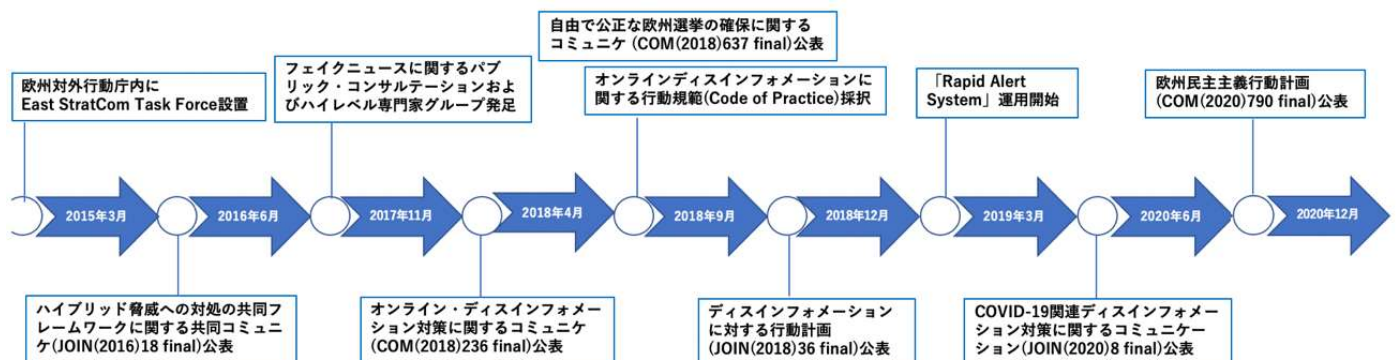 自由で公正な欧州選挙の確保に関する
コミュニケ (COM(2018)637 final)公表
欧州対外行動庁内に
East StratCom Task Force設置
フェイクニュースに関するパブ
リック・コンサルテーションおよ
びハイレベル専門家グループ発足
オンラインディスインフォメーションに
関する行動規範(Code of Practice)採択
「Rapid Alert
System」運用開始
欧州民主主義行動計画
(COM(2020)790 final)公表
2015年3月
2016年6月
2017年11月
2018年4月
2018年9月
2018年12月
2019年3月
2020年6月
2020年12月
ハイブリッド脅威への対処の共同フ
レームワークに関する共同コミュニ
ケ(JOIN(2016)18 final)公表
オンライン・ディスインフォメー
ション対策に関するコミュニケ
(COM(2018)236 final)公表
ディスインフォメーション
に対する行動計画
(JOIN(2018)36 final)公表
COVID-19関連ディスインフォメー
ション対策に関するコミュニケー
ション(JOIN(2020)8 final)公表